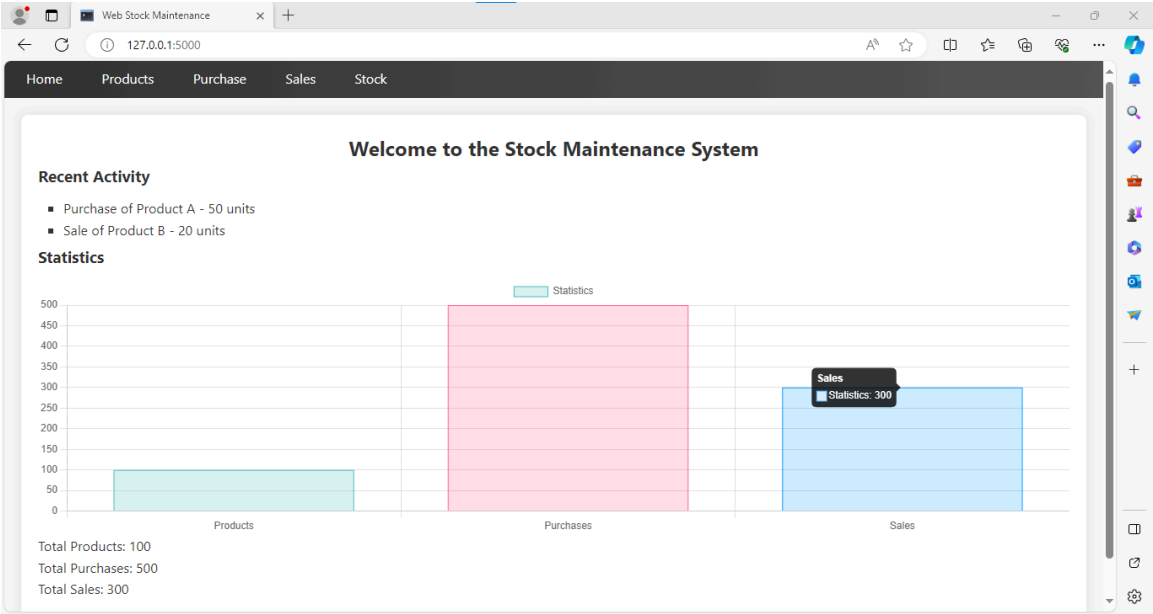 Web Stock Maintenance
127.0.0.1:5000
Home Products Purchase Sales Stock
Welcome to the Stock Maintenance System
Recent Activity
Purchase of Product A - 50 units
Sale of Product B - 20 units
Statistics
Statistics
500
450
400
350
300
250
200
150
100
50
0
Sales
Statistics: 300
Products Purchases Sales
Total Products: 100
Total Purchases: 500
Total Sales: 300